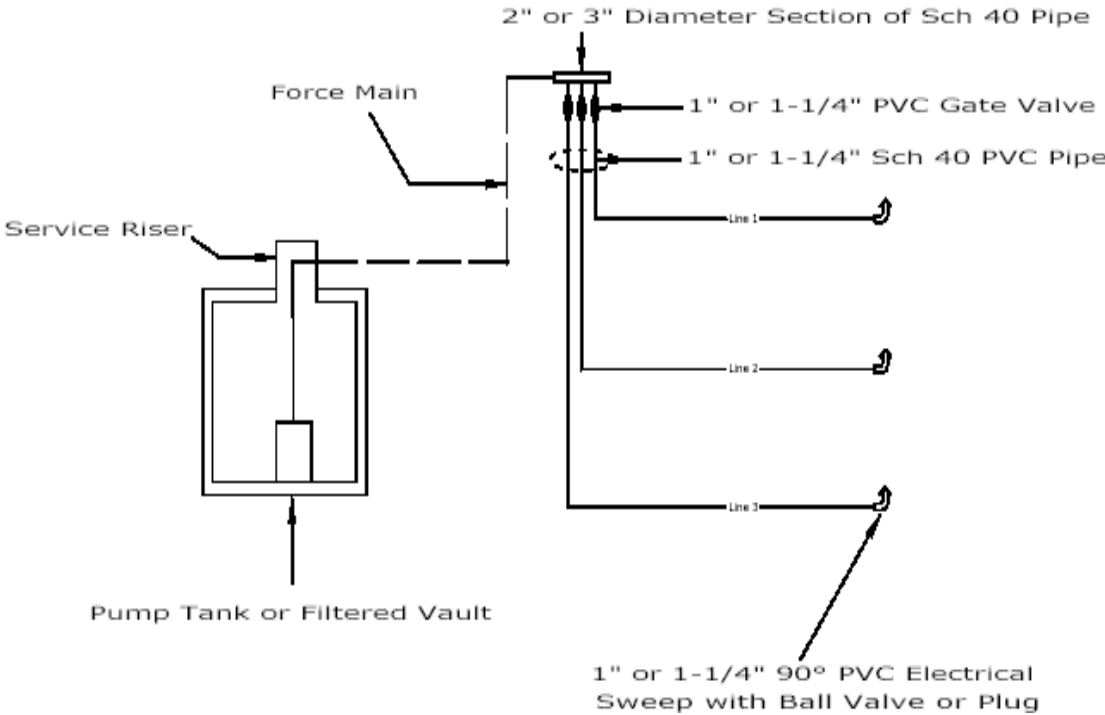 2" or 3" Diameter Section of Sch 40 Pipe
Force Main
1" or 1-1/4" PVC Gate Valve
1" or 1-1/4" Sch 40 PVC Pipe
Service Riser
Line 1
Line 2
Line 3
Pump Tank or Filtered Vault
1" or 1-1/4" 90° PVC Electrical
Sweep with Ball Valve or Plug